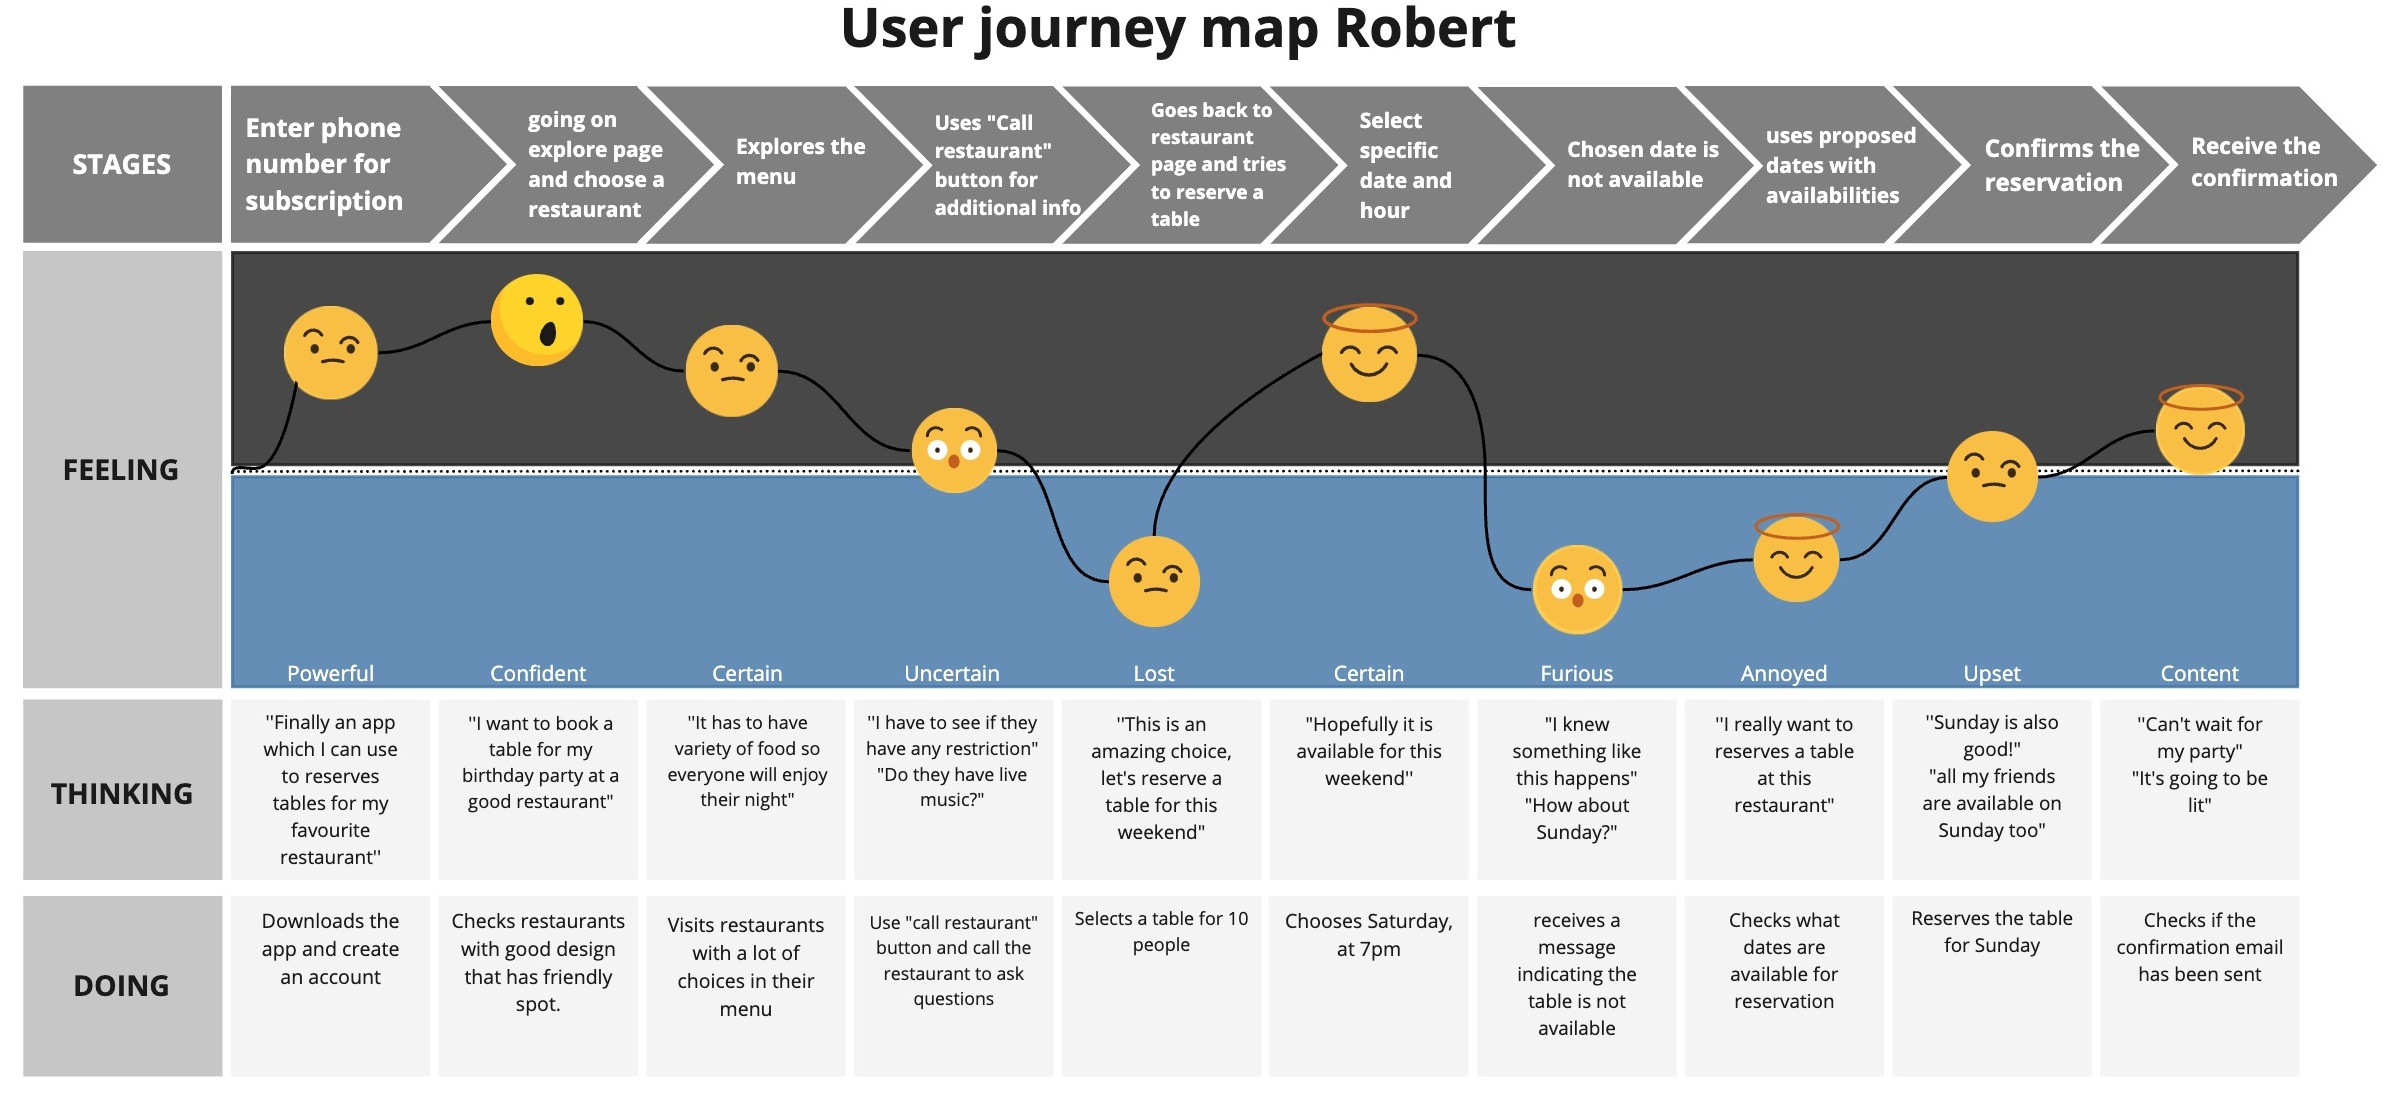 User journey map Robert
STAGES
Enter phone
number for
subscription
going on
explore page
and choose a
restaurant
Explores the
menu
Uses "Call
restaurant"
button for
additional info
Goes back to
restaurant
page and tries
to reserve a
table
Select
specific
date and
hour
Chosen date is
not available
uses proposed
dates with
availabilities
Confirms the
reservation
Receive the
confirmation
FEELING
Powerful
Confident
Certain
Uncertain
Lost
Certain
Furious
Annoyed
Upset
Content
THINKING
''Finally an app
which I can use
to reserves
tables for my
favourite
restaurant''
''I want to book a
table for my
birthday party at a
good restaurant"
"It has to have
variety of food so
everyone will enjoy
their night"
''I have to see if they
have any restriction"
"Do they have live
music?"
''This is an
amazing choice,
let's reserve a
table for this
weekend"
"Hopefully it is
available for this
weekend''
"I knew
something like
this happens"
"How about
Sunday?"
''I really want to
reserves a table
at this
restaurant"
''Sunday is also
good!"
"all my friends
are available on
Sunday too"
''Can't wait for
my party"
"It's going to be
lit"
DOING
Downloads the
app and create
an account
Checks restaurants
with good design
that has friendly
spot.
Visits restaurants
with a lot of
choices in their
menu
Use "call restaurant"
button and call the
restaurant to ask
questions
Selects a table for 10
people
Chooses Saturday,
at 7pm
receives a
message
indicating the
table is not
available
Checks what
dates are
available for
reservation
Reserves the table
for Sunday
Checks if the
confirmation email
has been sent